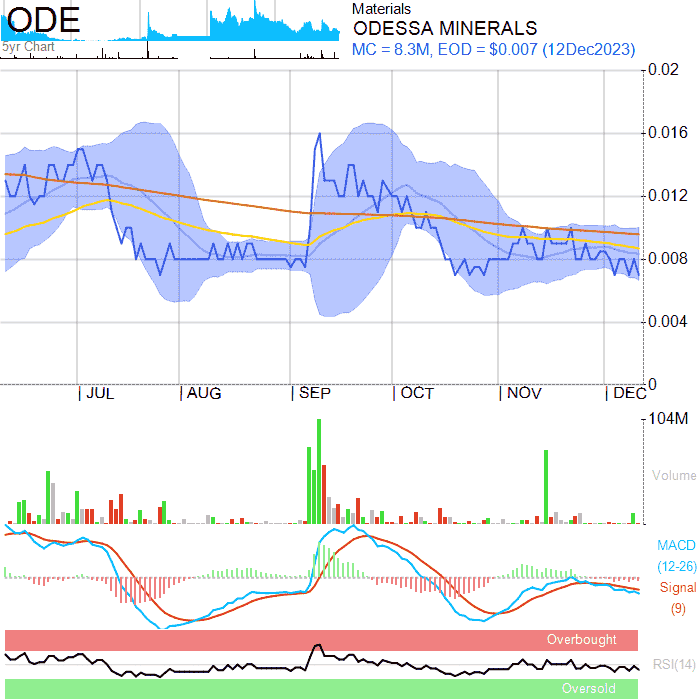 ODE
5yr Chart
Materials
ODESSA MINERALS
MC = 8.3M, EOD = $0.007 (12Dec2023)
0.02
0.016
0.012
0.008
0.004
0
JUL AUG SEP OCT NOV DEC
104M
Volume
MACD
(12-26)
Signal
(9)
Overbought
RSI(14)
Oversold